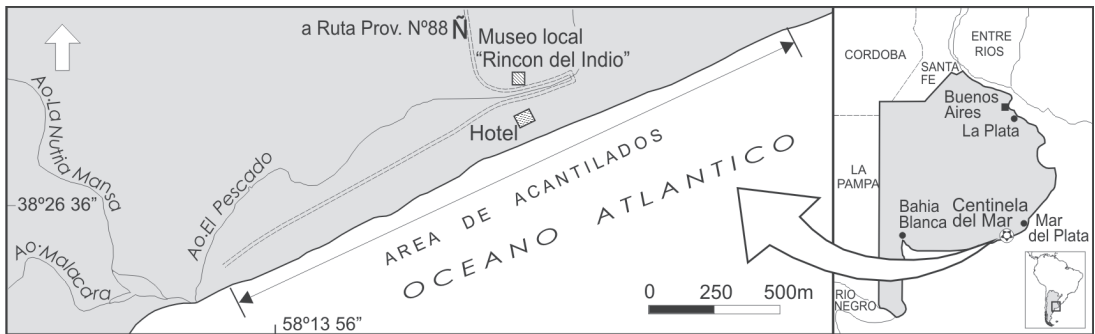 a Ruta Prov. Nº88 Ñ
Museo local
“Rincon del Indio”
Hotel
Ao. La Nutria Mansa
Ao. El Pescado
38º26 36”
Ao. Malacara
AREA DE ACANTILADOS
OCEANO ATLANTICO
58º13 56”
0 250 500m
CORDOBA
SANTA
FE
ENTRE
RIOS
Buenos
Aires
La Plata
LA
PAMPA
Bahia
Blanca
Centinela
del Mar
Mar
del Plata
RIO
NEGRO